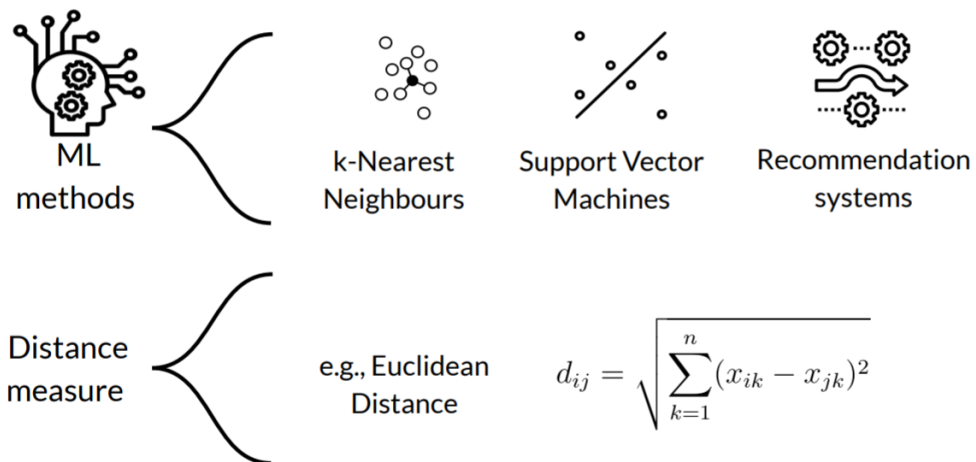 ML
methods
k-Nearest
Neighbours
Support Vector
Machines
Recommendation
systems
Distance
measure
e.g., Euclidean
Distance
d_{ij} = \sqrt{\sum_{k=1}^{n}(x_{ik} - x_{jk})^2}